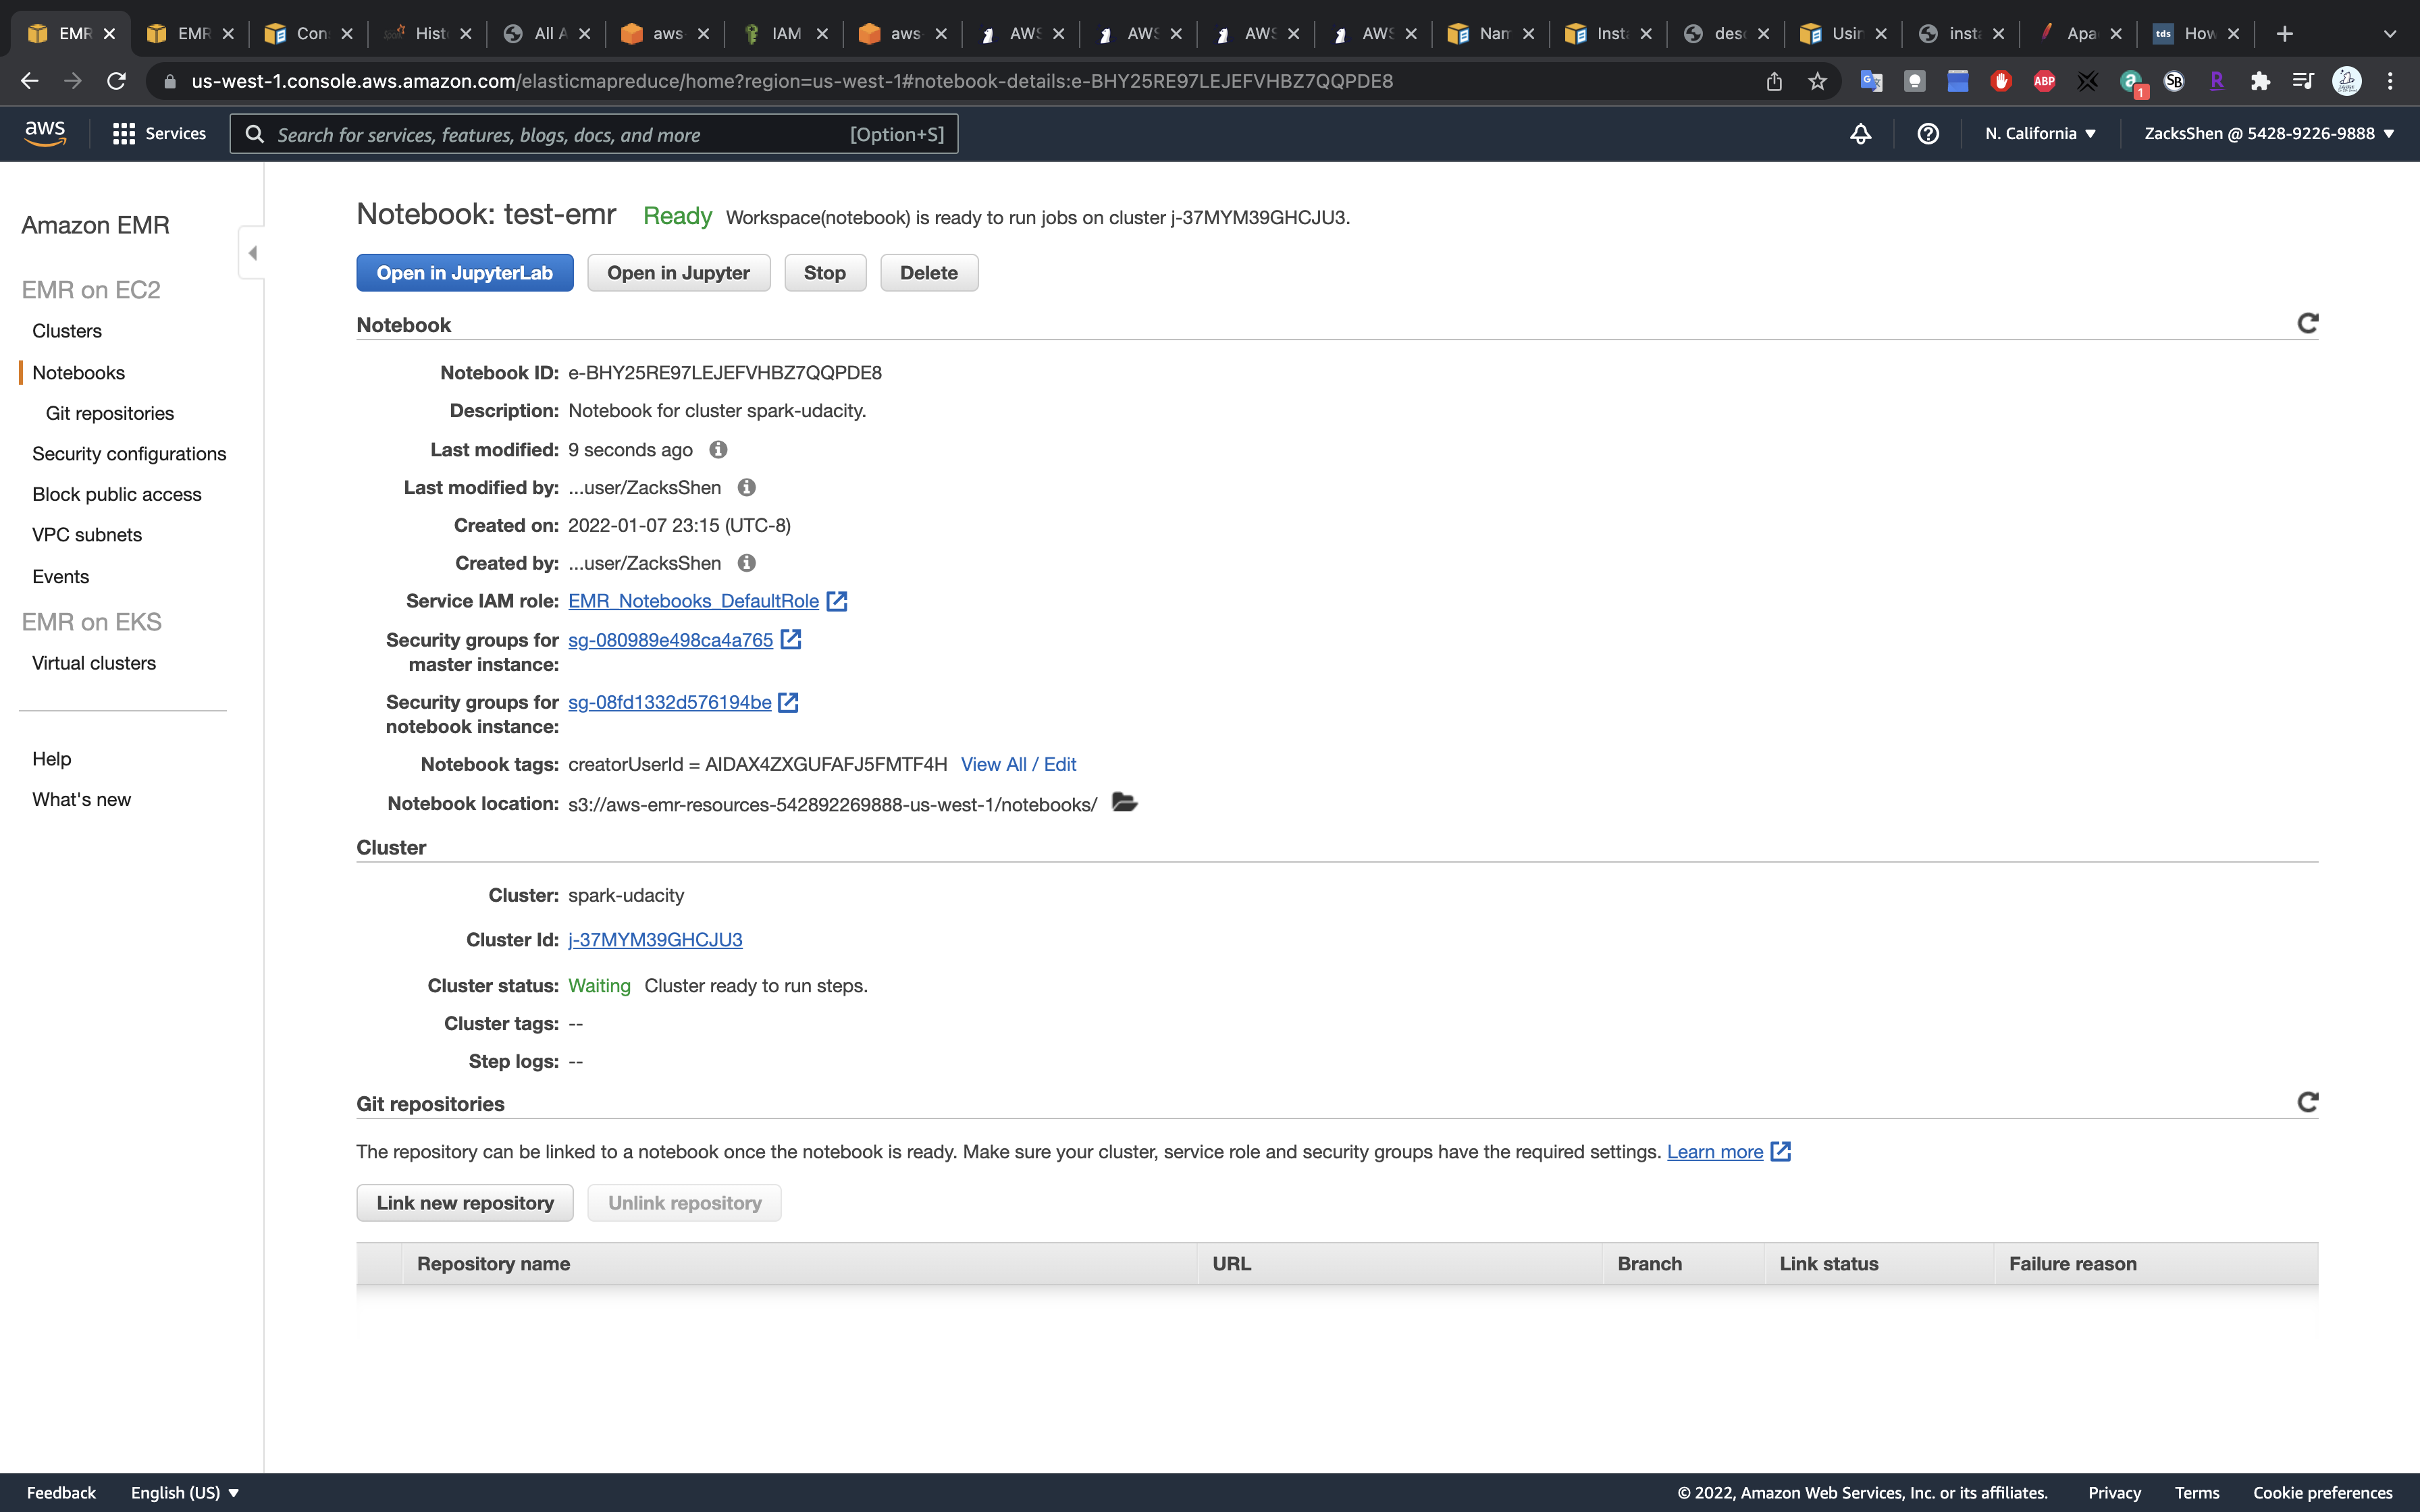 EMR
EMR
Con
Hist
All A
aws-
IAM
aws-
AWS
AWS
AWS
AWS
Nam
Inst
desc
Usin
insta
Apa
tds How
us-west-1.console.aws.amazon.com/elasticmapreduce/home?region=us-west-1#notebook-details:e-BHY25RE97LEJEFVHBZ7QQPDE8
ABP
1
SB
R
aws Services Search for services, features, blogs, docs, and more [Option+S] N. California ZacksShen @ 5428-9226-9888
Amazon EMR
EMR on EC2
Clusters
Notebooks
Git repositories
Security configurations
Block public access
VPC subnets
Events
EMR on EKS
Virtual clusters
Help
What's new
Notebook: test-emr Ready Workspace(notebook) is ready to run jobs on cluster j-37MYM39GHCJU3.
Open in JupyterLab Open in Jupyter Stop Delete
Notebook
Notebook ID: e-BHY25RE97LEJEFVHBZ7QQPDE8
Description: Notebook for cluster spark-udacity.
Last modified: 9 seconds ago
Last modified by: ...user/ZacksShen
Created on: 2022-01-07 23:15 (UTC-8)
Created by: ...user/ZacksShen
Service IAM role: EMR_Notebooks_DefaultRole
Security groups for master instance: sg-080989e498ca4a765
Security groups for notebook instance: sg-08fd1332d576194be
Notebook tags: creatorUserId = AIDAX4ZXGUFAFJ5FMTF4H View All / Edit
Notebook location: s3://aws-emr-resources-542892269888-us-west-1/notebooks/
Cluster
Cluster: spark-udacity
Cluster Id: j-37MYM39GHCJU3
Cluster status: Waiting Cluster ready to run steps.
Cluster tags: --
Step logs: --
Git repositories
The repository can be linked to a notebook once the notebook is ready. Make sure your cluster, service role and security groups have the required settings. Learn more
Link new repository Unlink repository
Repository name URL Branch Link status Failure reason
Feedback English (US) © 2022, Amazon Web Services, Inc. or its affiliates. Privacy Terms Cookie preferences